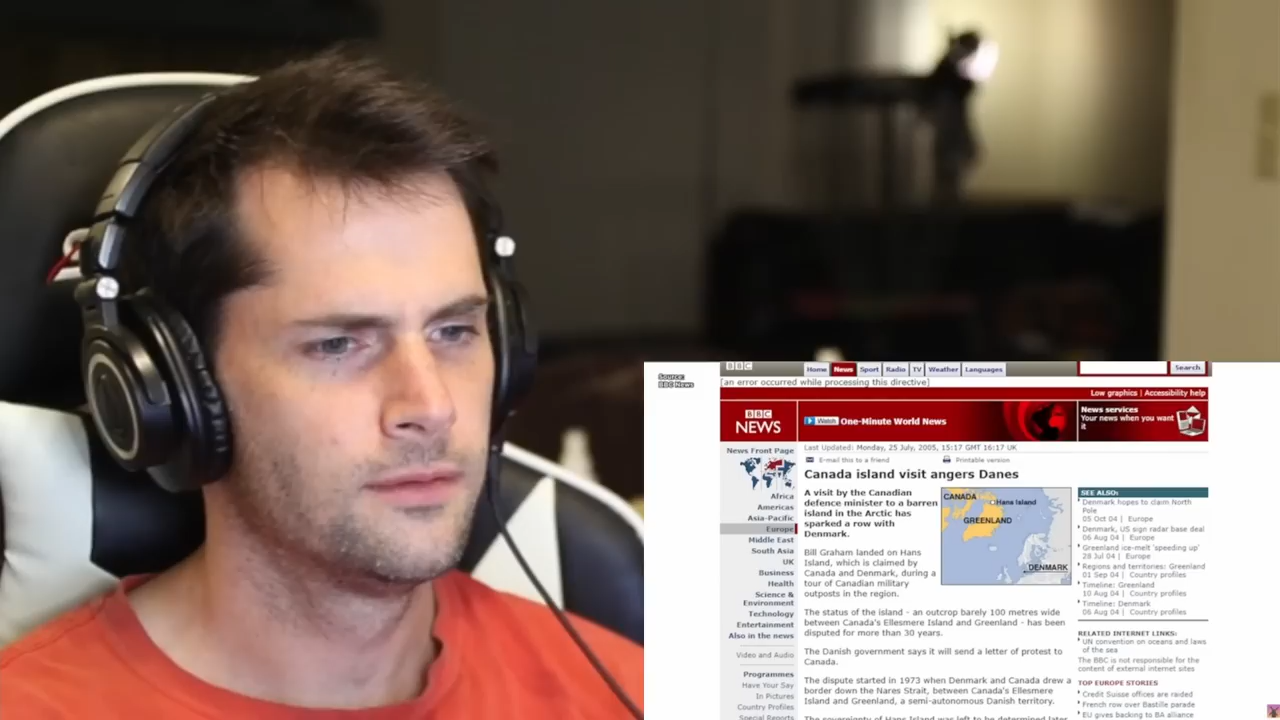 Source:
BBC News
BBC
Home News Sport Radio TV Weather Languages
Search
[an error occurred while processing this directive]
Low graphics | Accessibility help
BBC
NEWS
Watch One-Minute World News
News services
Your news when you want
it
News Front Page
Africa
Americas
Asia-Pacific
Europe
Middle East
South Asia
UK
Business
Health
Science &
Environment
Technology
Entertainment
Also in the news
Video and Audio
Programmes
Have Your Say
In Pictures
Country Profiles
Special Reports
Last Updated: Monday, 25 July, 2005, 15:17 GMT 16:17 UK
E-mail this to a friend
Printable version
Canada island visit angers Danes
A visit by the Canadian
defence minister to a barren
island in the Arctic has
sparked a row with
Denmark.
CANADA
Hans Island
GREENLAND
DENMARK
Bill Graham landed on Hans
Island, which is claimed by
Canada and Denmark, during a
tour of Canadian military
outposts in the region.
The status of the island - an outcrop barely 100 metres wide
between Canada's Ellesmere Island and Greenland - has been
disputed for more than 30 years.
The Danish government says it will send a letter of protest to
Canada.
The dispute started in 1973 when Denmark and Canada drew a
border down the Nares Strait, between Canada's Ellesmere
Island and Greenland, a semi-autonomous Danish territory.
The sovereignty of Hans Island was left to be determined later
SEE ALSO:
Denmark hopes to claim North
Pole
05 Oct 04 | Europe
Denmark, US sign radar base deal
06 Aug 04 | Europe
Greenland ice-melt 'speeding up'
28 Jul 04 | Europe
Regions and territories: Greenland
01 Sep 04 | Country profiles
Timeline: Greenland
10 Aug 04 | Country profiles
Timeline: Denmark
06 Aug 04 | Country profiles
RELATED INTERNET LINKS:
UN convention on oceans and laws
of the sea
The BBC is not responsible for the
content of external internet sites
TOP EUROPE STORIES
Credit Suisse offices are raided
French row over Bastille parade
EU gives backing to BA alliance